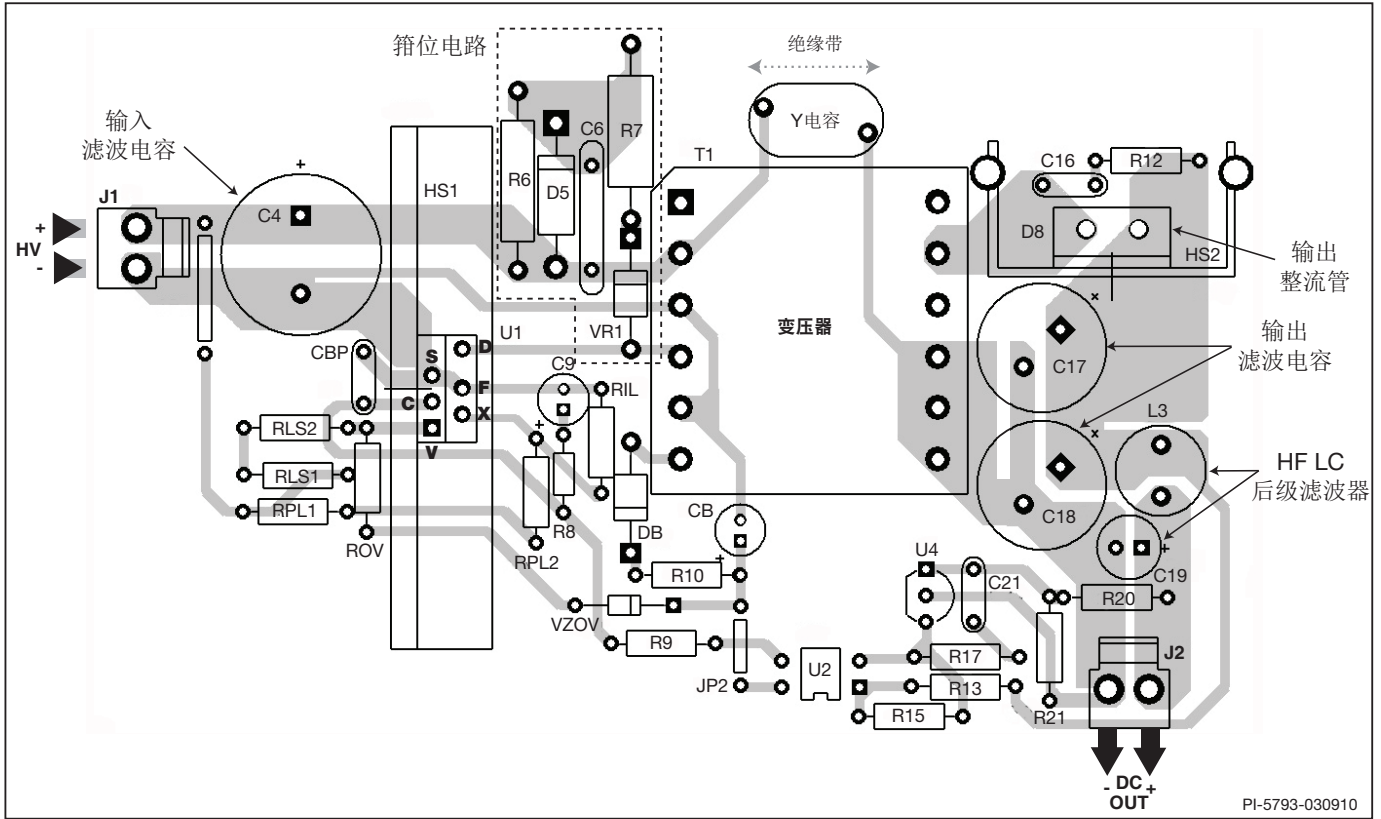 箝位电路
绝缘带
Y电容
输入
滤波电容
+
C4
J1
+
HV
-
HS1
R6
D5
C6
R7
T1
VR1
变压器
C16
R12
D8
HS2
输出
整流管
输出
滤波电容
x
C17
x
C18
L3
HF LC
后级滤波器
+
C19
U1
CBP
S
D
F
C
X
V
C9
RIL
RLS2
RLS1
RPL1
ROV
+
RPL2
R8
DB
CB
+
R10
VZOV
R9
JP2
U2
U4
C21
R17
R13
R15
R20
R21
J2
- DC +
OUT
PI-5793-030910